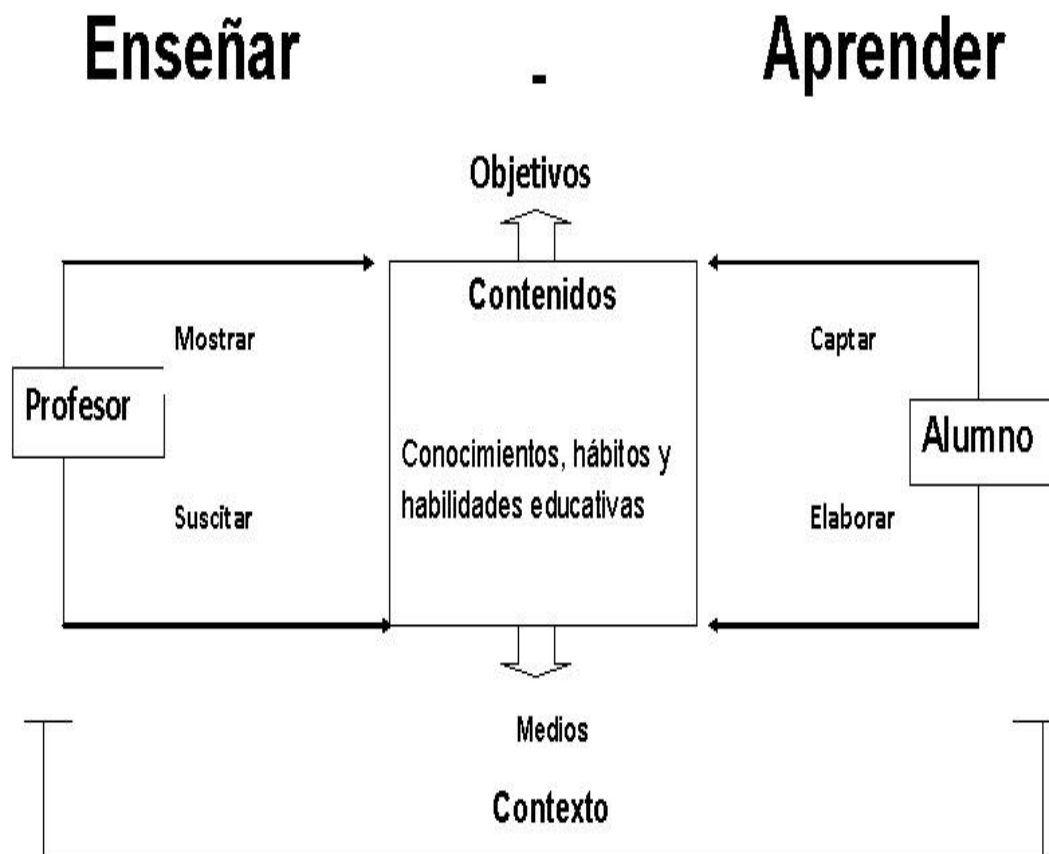 Enseñar - Aprender
Objetivos
Contenidos
Mostrar
Captar
Profesor
Alumno
Conocimientos, hábitos y
habilidades educativas
Suscitar
Elaborar
Medios
Contexto